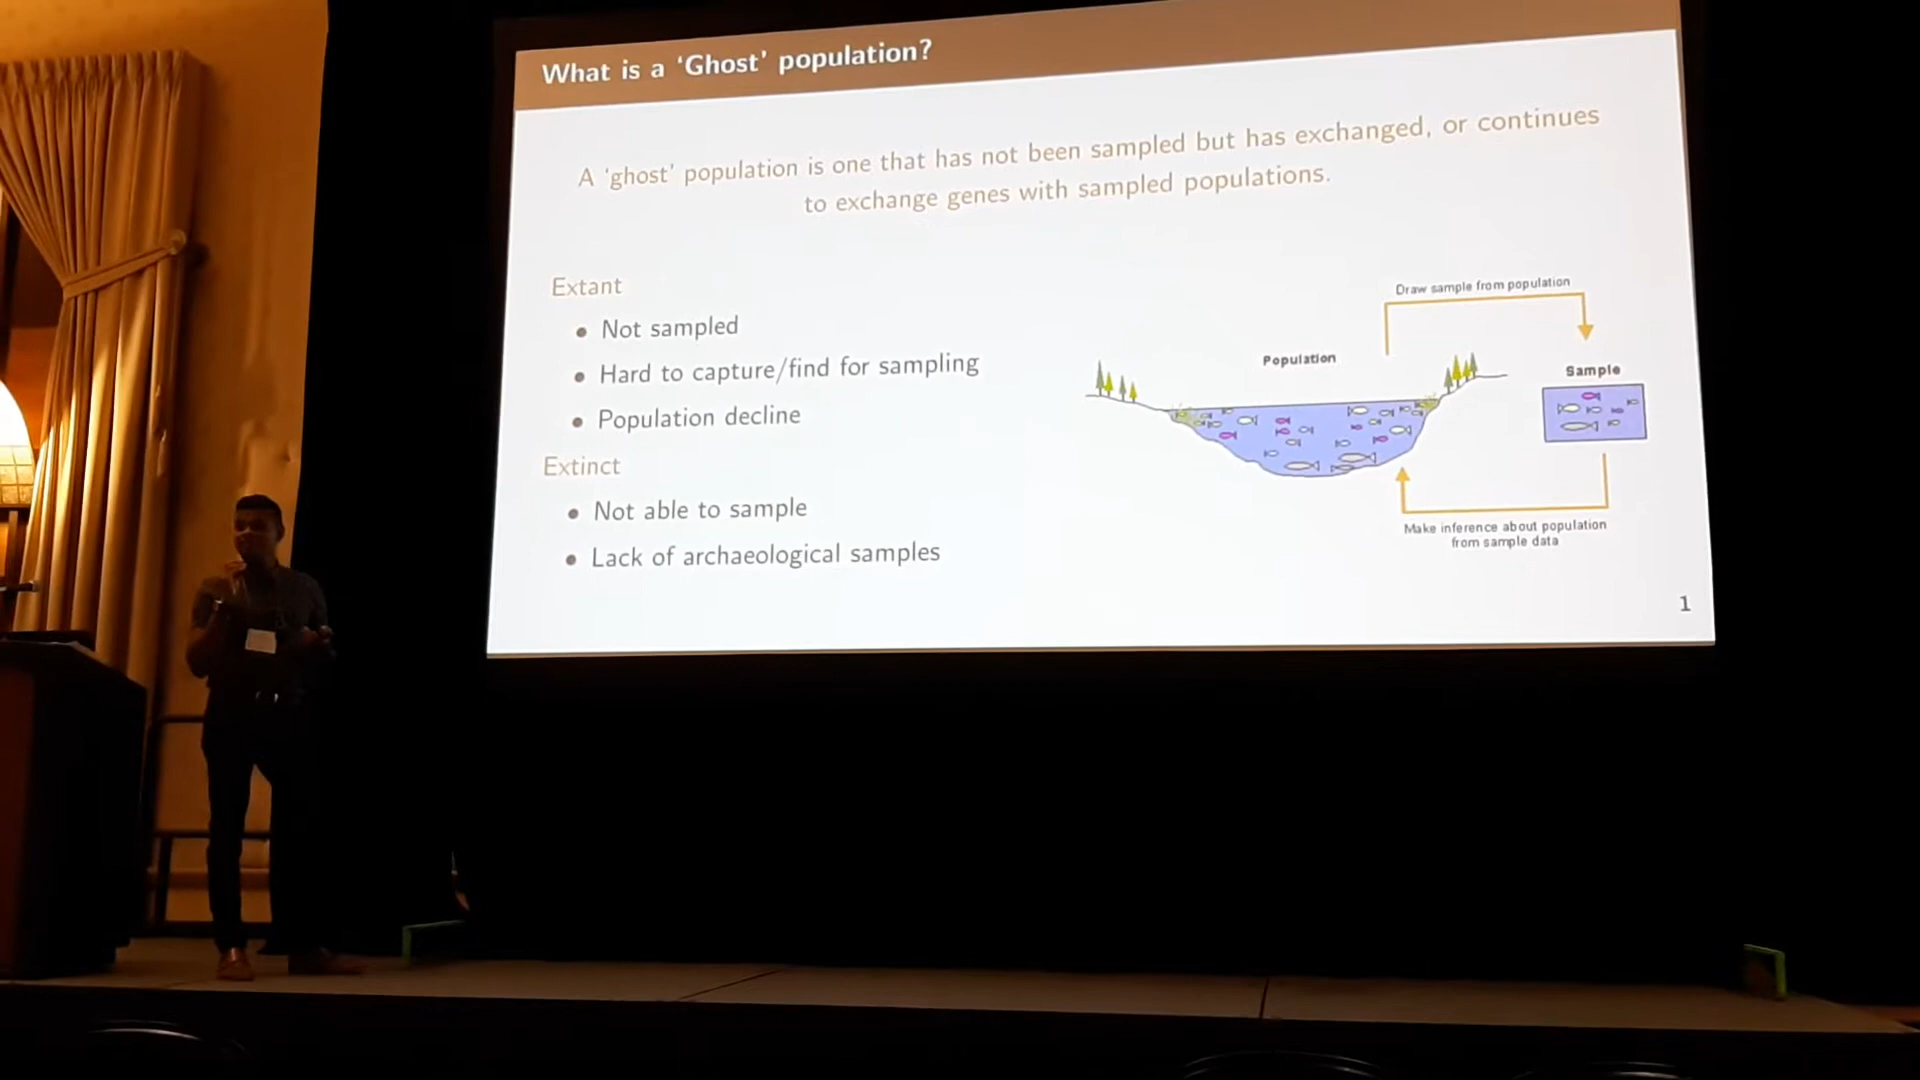 What is a ‘Ghost’ population?
A ‘ghost’ population is one that has not been sampled but has exchanged, or continues
to exchange genes with sampled populations.
Extant
• Not sampled
• Hard to capture/find for sampling
• Population decline
Extinct
• Not able to sample
• Lack of archaeological samples
Draw sample from population
Population
Sample
Make inference about population
from sample data
1